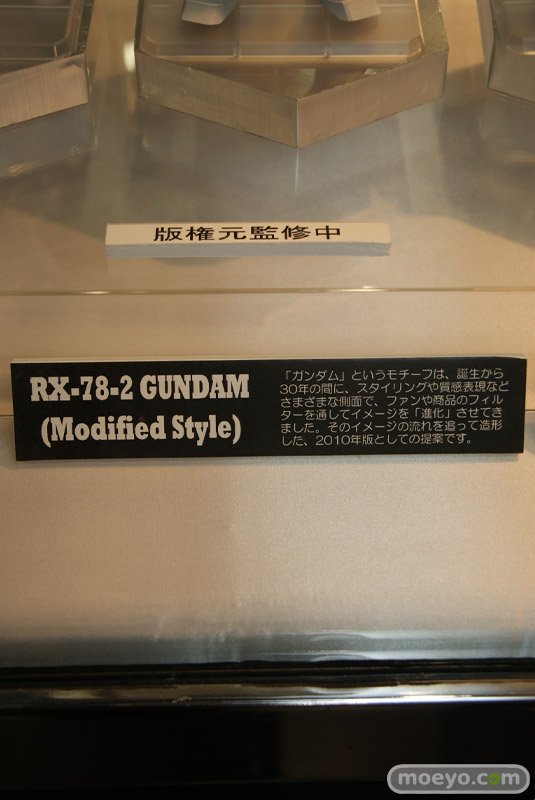 版権元監修中
RX-78-2 GUNDAM
(Modified Style)
「ガンダム」というモチーフは、誕生から
30年の間に、スタイリングや質感表現など
さまざまな側面で、ファンや商品のフィル
ターを通してイメージを「進化」させてき
ました。そのイメージの流れを追って造形
した、2010年版としての提案です。
moeyo.com